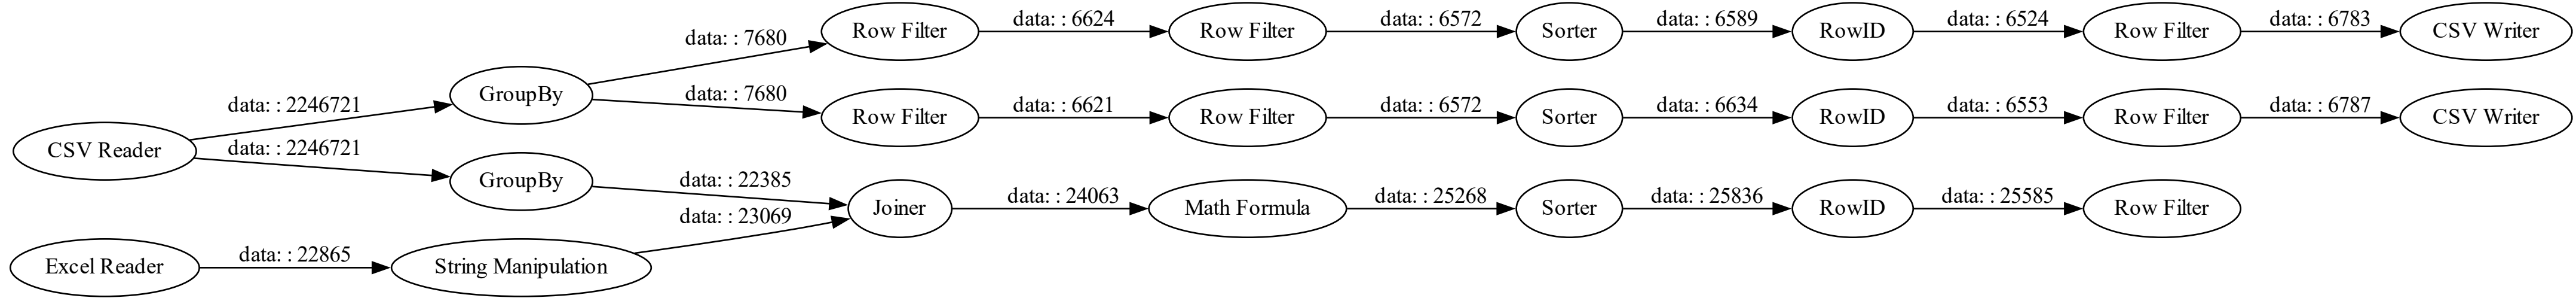 Row Filter data: : 6624 Row Filter data: : 6572 Sorter data: : 6589 RowID data: : 6524 Row Filter data: : 6783 CSV Writer
data: : 7680
GroupBy
data: : 2246721
data: : 7680
Row Filter data: : 6621 Row Filter data: : 6572 Sorter data: : 6634 RowID data: : 6553 Row Filter data: : 6787 CSV Writer
CSV Reader
data: : 2246721
GroupBy
data: : 22385
Joiner data: : 24063 Math Formula data: : 25268 Sorter data: : 25836 RowID data: : 25585 Row Filter
data: : 23069
Excel Reader data: : 22865 String Manipulation